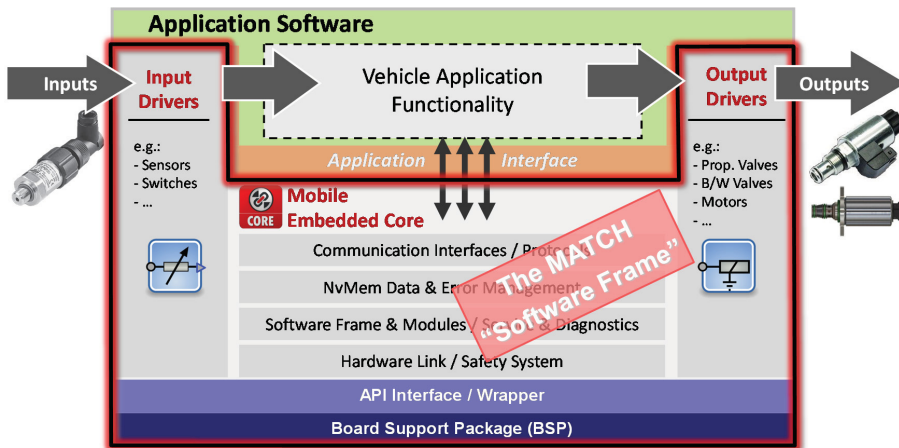 Application Software
Inputs
Input
Drivers
e.g.:
- Sensors
- Switches
- ...
Vehicle Application
Functionality
Output
Drivers
Outputs
e.g.:
- Prop. Valves
- B/W Valves
- Motors
- ...
Application Interface
CORE
Mobile
Embedded Core
Communication Interfaces / Protocols
NvMem Data & Error Management
Software Frame & Modules / Service & Diagnostics
Hardware Link / Safety System
The MATCH
“Software Frame”
API Interface / Wrapper
Board Support Package (BSP)